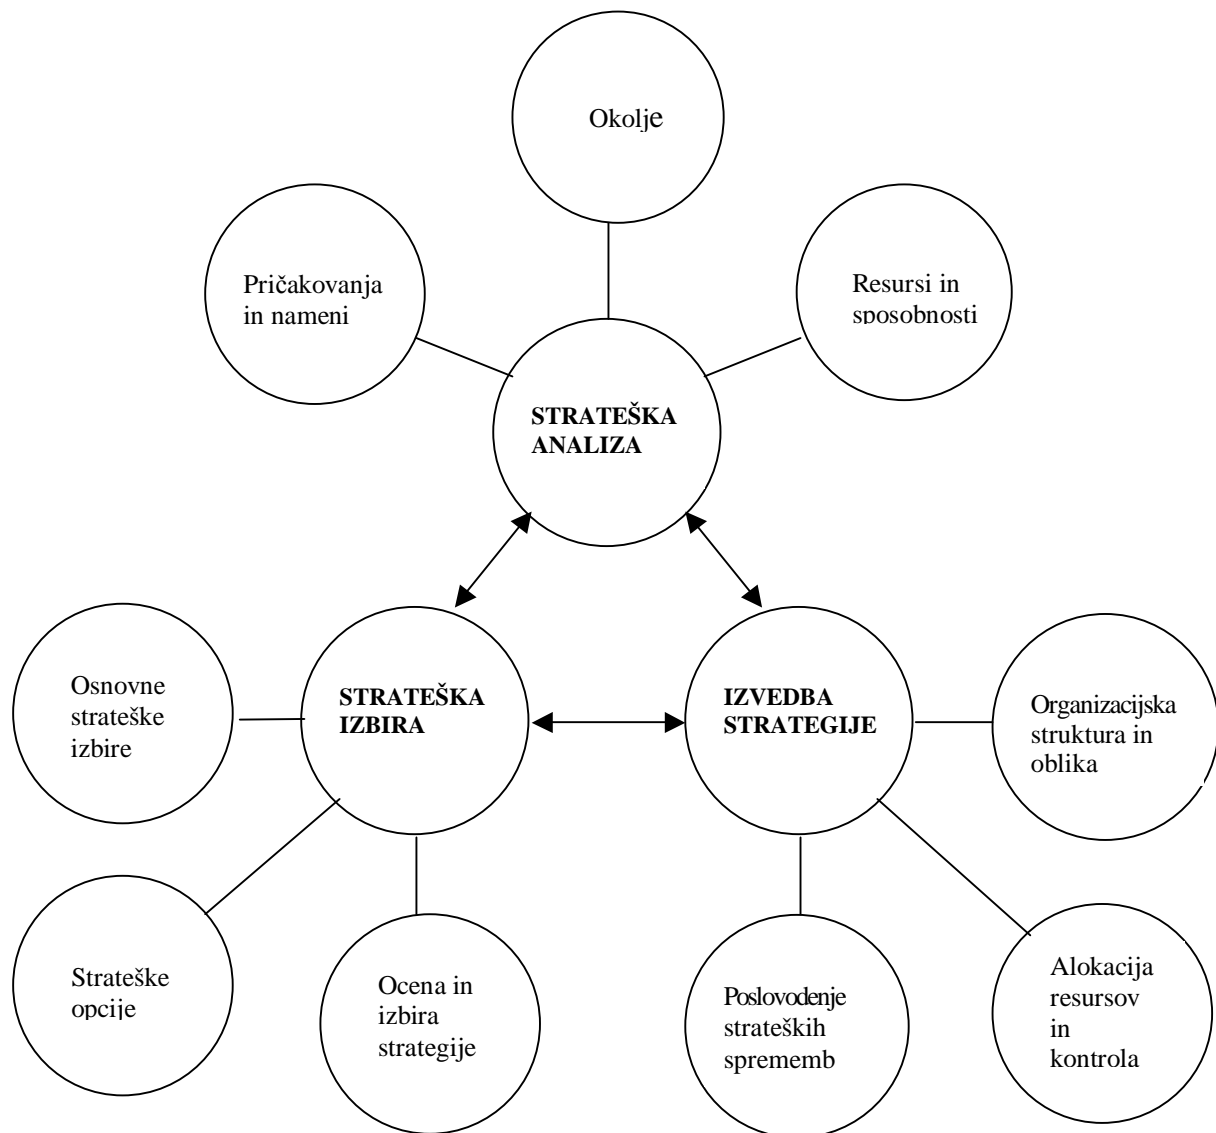 Okolje
Pričakovanja
in nameni
Resursi in
sposobnosti
STRATEŠKA
ANALIZA
STRATEŠKA
IZBIRA
IZVEDBA
STRATEGIJE
Osnovne
strateške
izbire
Organizacijska
struktura in
oblika
Strateške
opcije
Ocena in
izbira
strategije
Poslovodenje
strateških
sprememb
Alokacija
resursov
in
kontrola